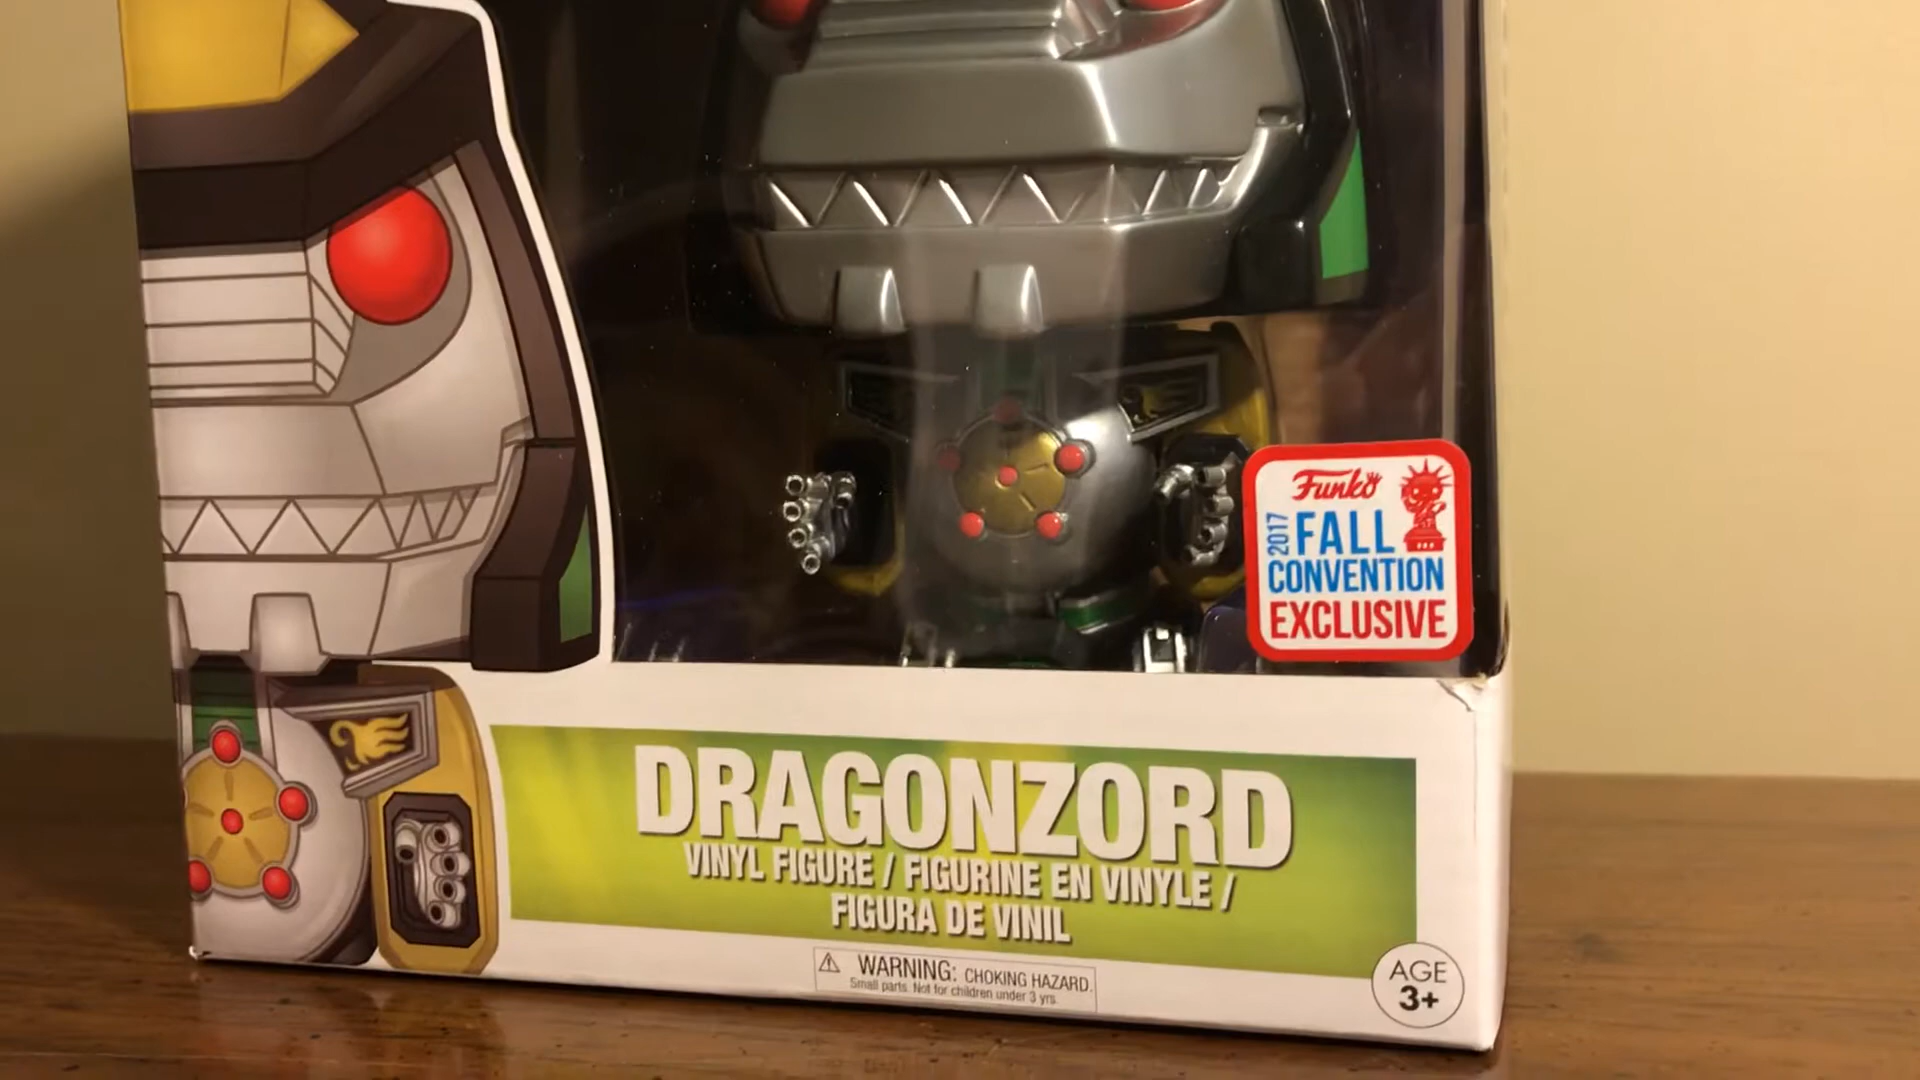 Funko
2017
FALL
CONVENTION
EXCLUSIVE
DRAGONZORD
VINYL FIGURE / FIGURINE EN VINYLE /
FIGURA DE VINIL
WARNING: CHOKING HAZARD.
Small parts. Not for children under 3 yrs.
AGE
3+